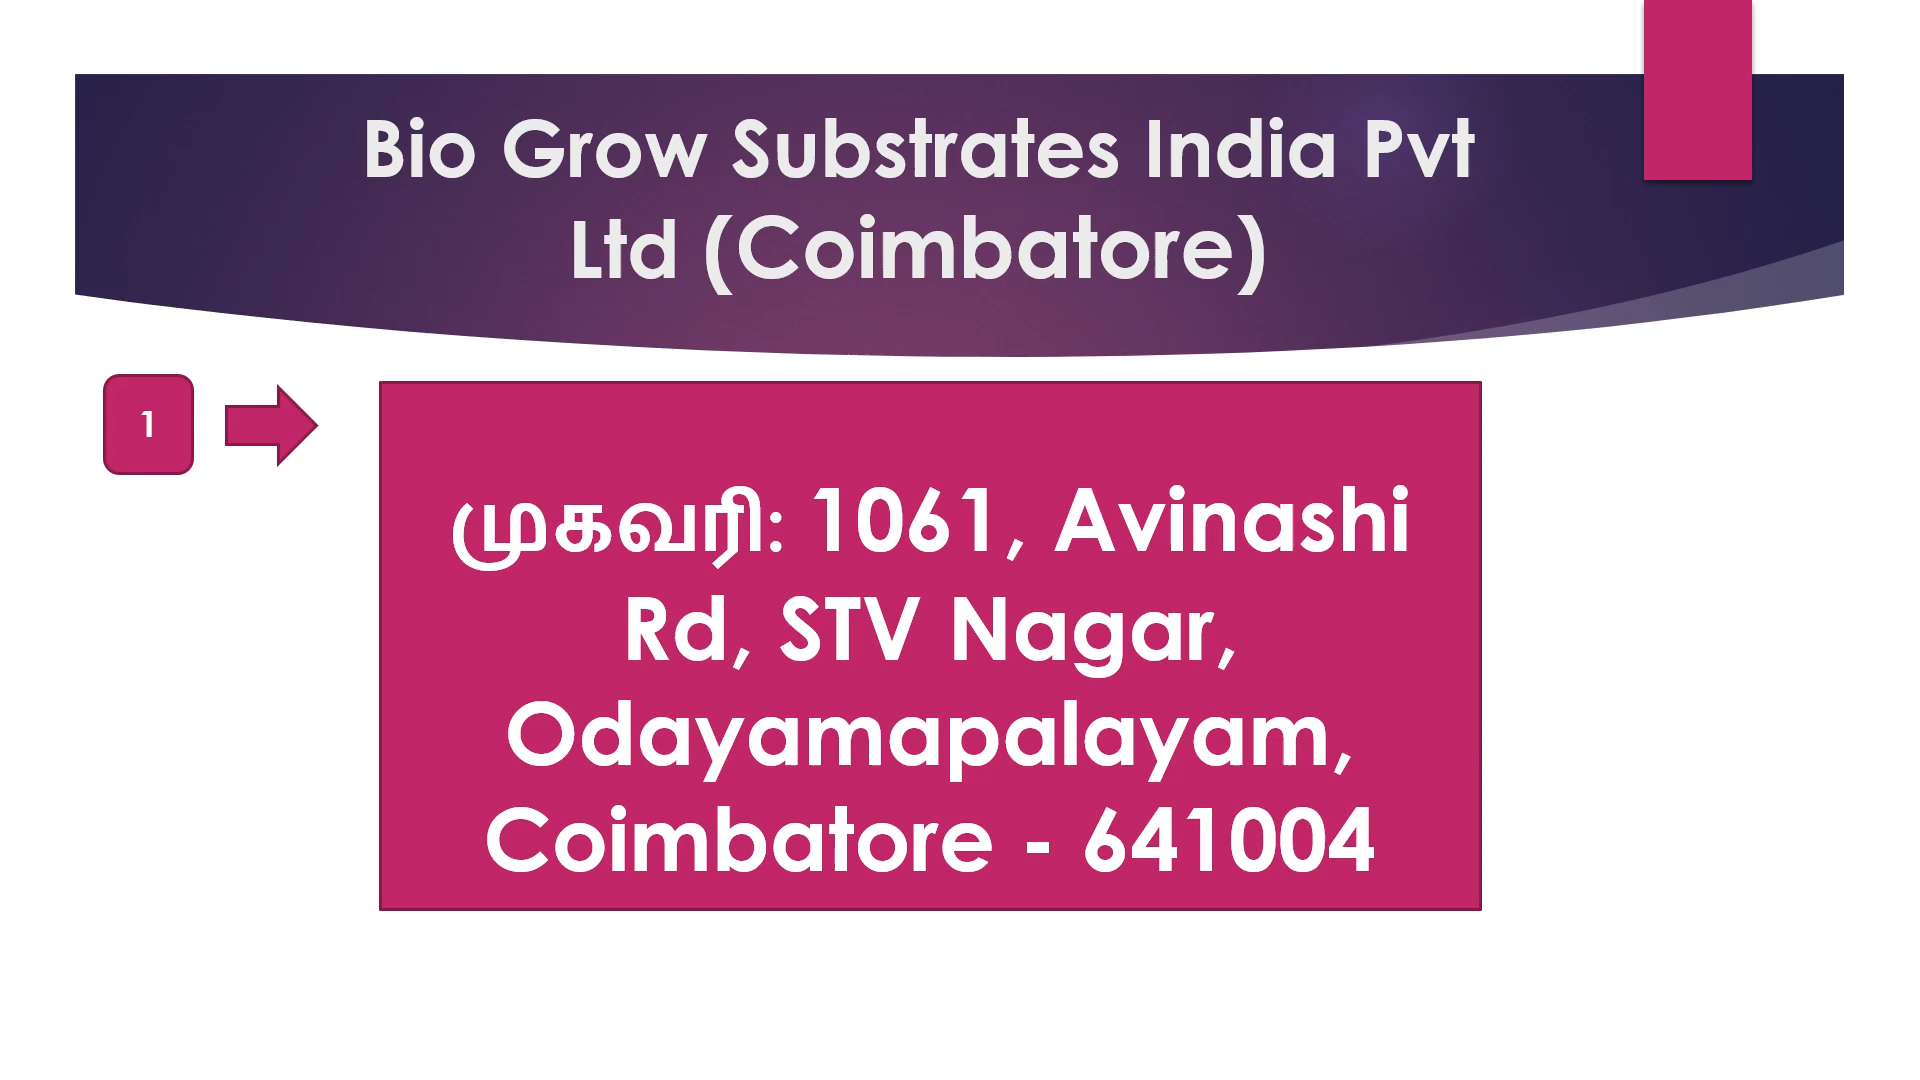 Bio Grow Substrates India Pvt
Ltd (Coimbatore)
1
முகவரி: 1061, Avinashi
Rd, STV Nagar,
Odayamapalayam,
Coimbatore - 641004